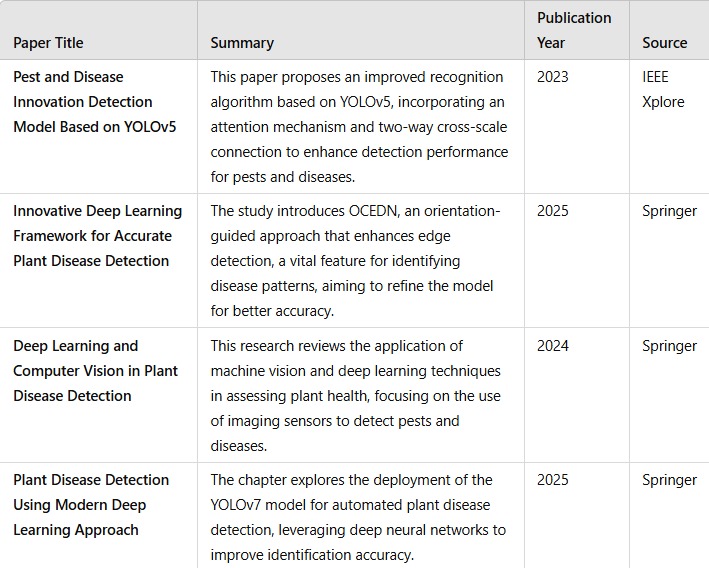 Paper Title Summary Publication Year Source
Pest and Disease Innovation Detection Model Based on YOLOv5
This paper proposes an improved recognition
algorithm based on YOLOv5, incorporating an
attention mechanism and two-way cross-scale
connection to enhance detection performance
for pests and diseases.
2023
IEEE
Xplore
Innovative Deep Learning
Framework for Accurate
Plant Disease Detection
The study introduces OCEDN, an orientation-
guided approach that enhances edge
detection, a vital feature for identifying
disease patterns, aiming to refine the model
for better accuracy.
2025
Springer
Deep Learning and
Computer Vision in Plant
Disease Detection
This research reviews the application of
machine vision and deep learning techniques
in assessing plant health, focusing on the use
of imaging sensors to detect pests and
diseases.
2024
Springer
Plant Disease Detection
Using Modern Deep
Learning Approach
The chapter explores the deployment of the
YOLOv7 model for automated plant disease
detection, leveraging deep neural networks to
improve identification accuracy.
2025
Springer